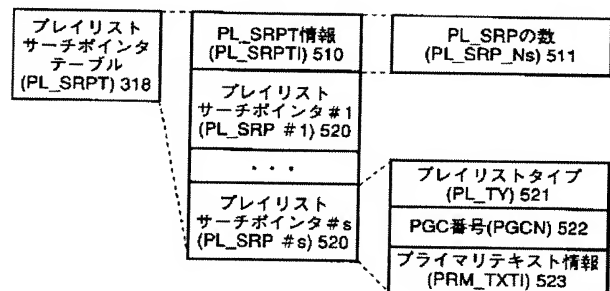 プレイリスト
サーチポインタ
テーブル
(PL_SRPT) 318
PL_SRPT情報
(PL_SRPTI) 510
プレイリスト
サーチポインタ#1
(PL_SRP #1) 520
・・・
プレイリスト
サーチポインタ#s
(PL_SRP #s) 520
PL_SRPの数
(PL_SRP_Ns) 511
プレイリストタイプ
(PL_TY) 521
PGC番号(PGCN) 522
プライマリテキスト情報
(PRM_TXTI) 523